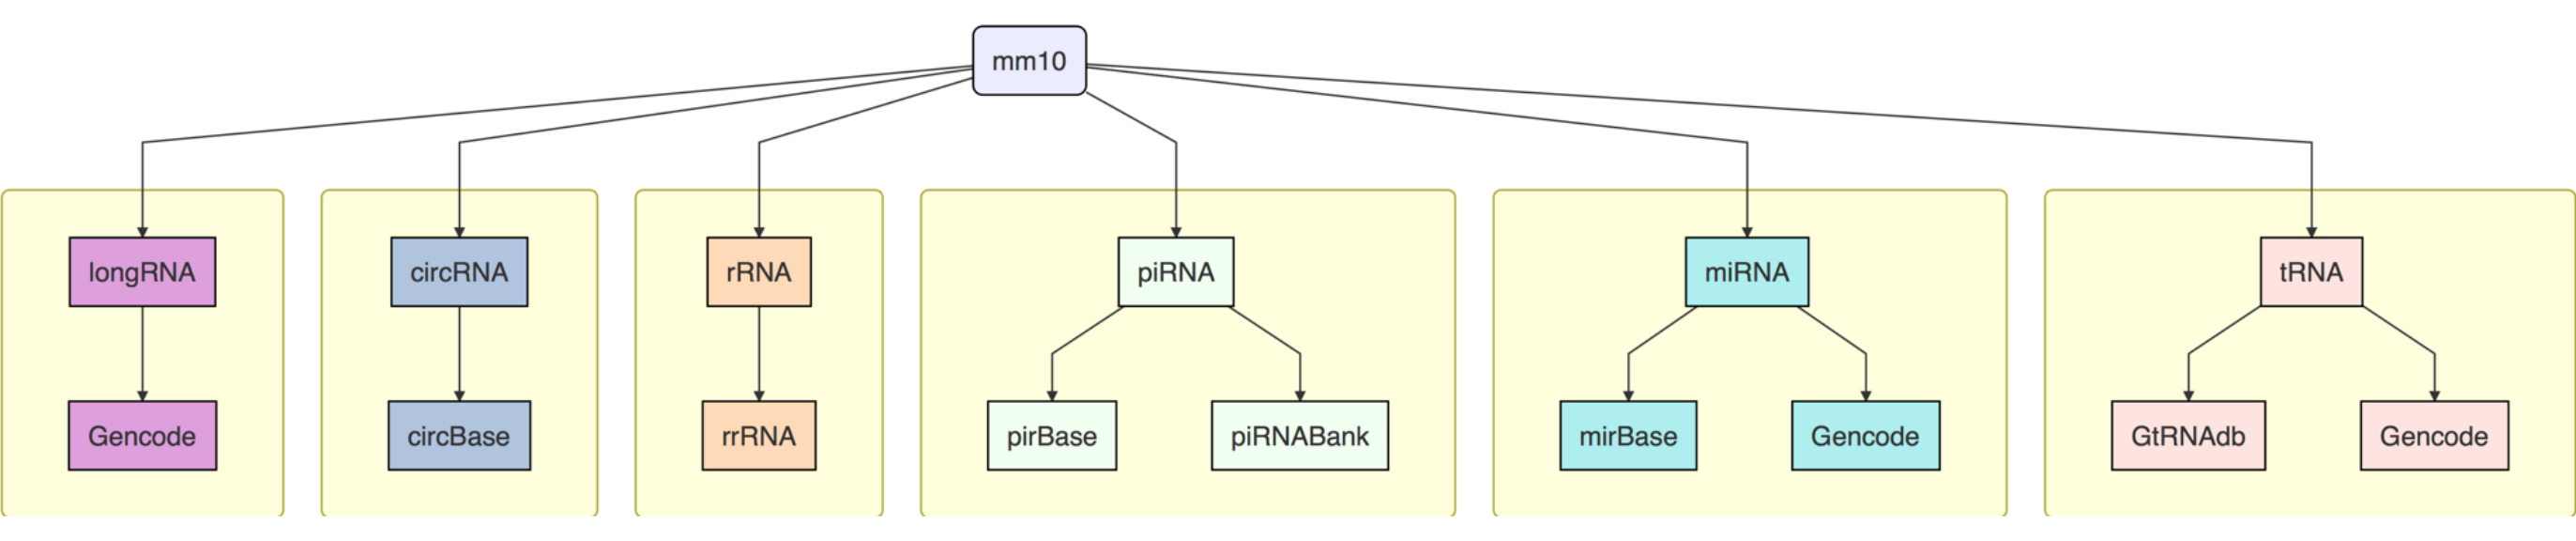 mm10
longRNA
circRNA
rRNA
piRNA
miRNA
tRNA
Gencode
circBase
rrRNA
pirBase
piRNABank
mirBase
Gencode
GtRNAdb
Gencode